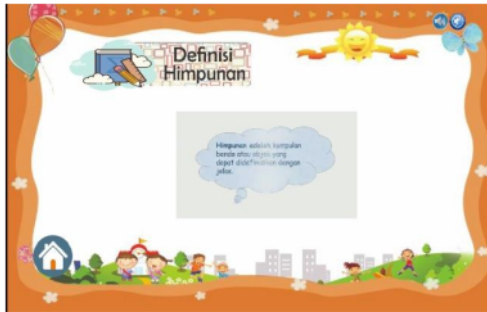 Definisi
Himpunan
Himpunan adalah kumpulan
benda atau objek yang
dapat didefinisikan dengan
jelas.